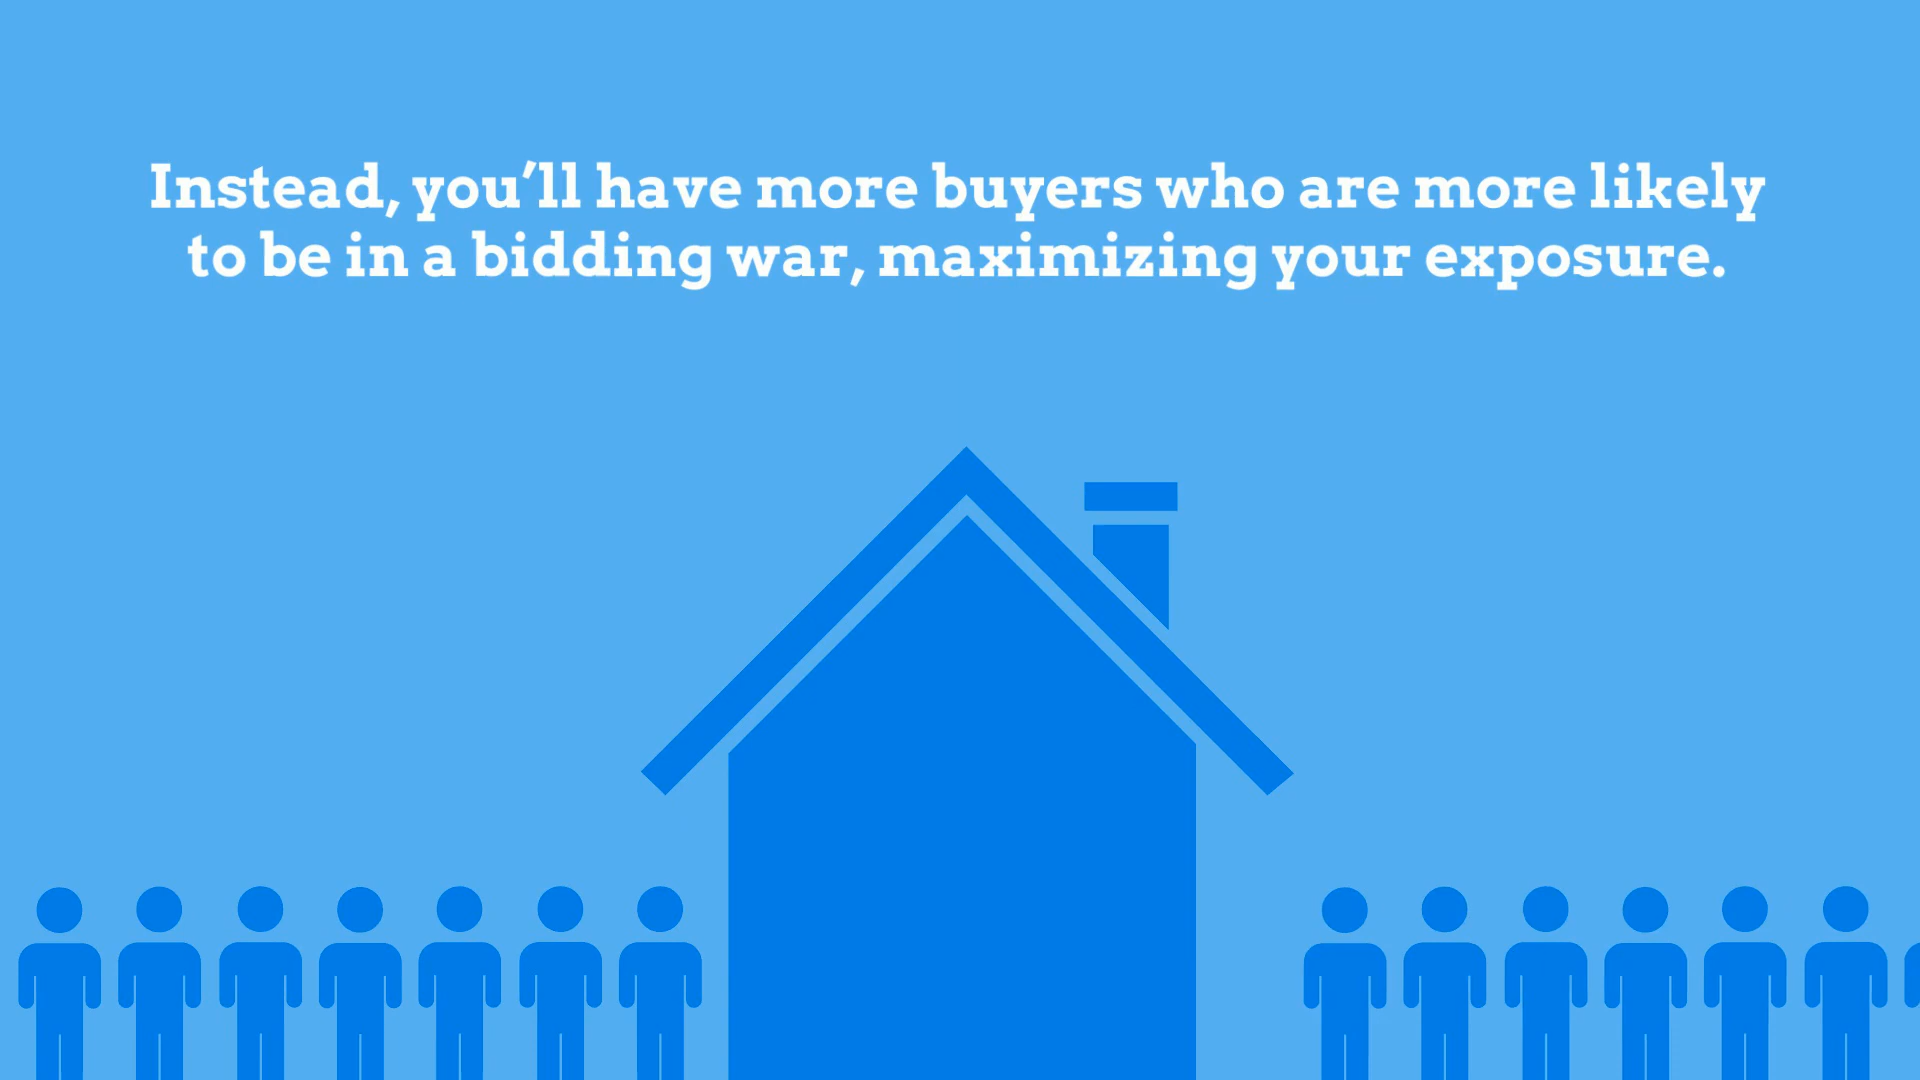 Instead, you’ll have more buyers who are more likely
to be in a bidding war, maximizing your exposure.